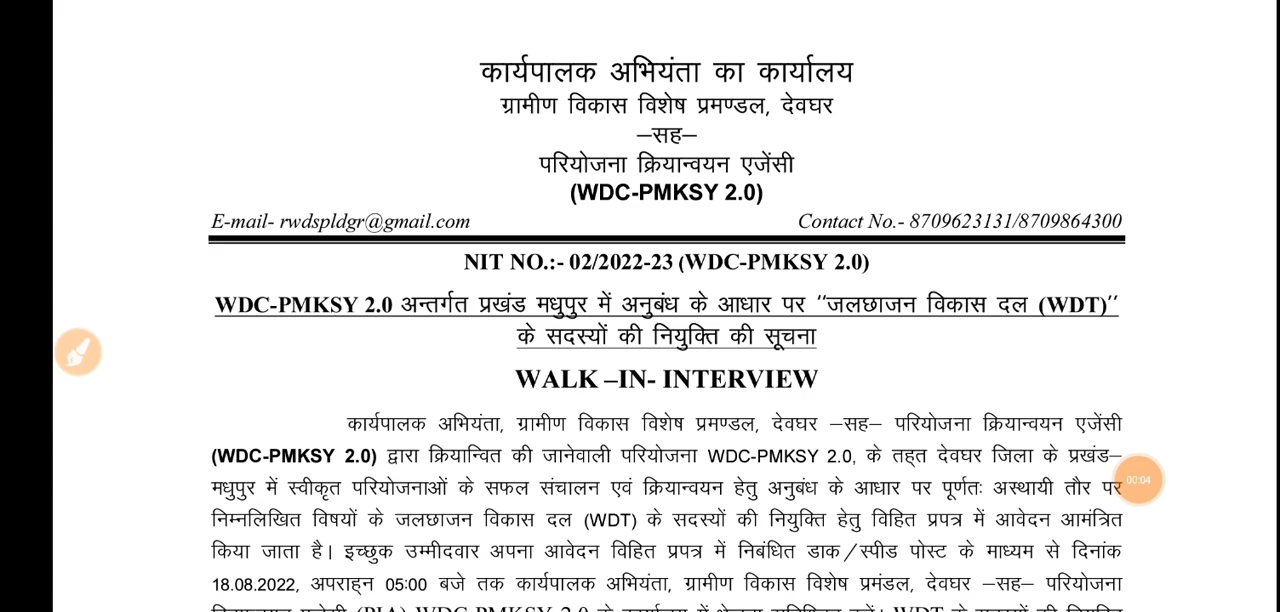 कार्यपालक अभियंता का कार्यालय
ग्रामीण विकास विशेष प्रमण्डल, देवघर
–सह–
परियोजना क्रियान्वयन एजेंसी
(WDC-PMKSY 2.0)
E-mail- rwdspldgr@gmail.com Contact No.- 8709623131/8709864300
NIT NO.:- 02/2022-23 (WDC-PMKSY 2.0)
WDC-PMKSY 2.0 अन्तर्गत प्रखंड मधुपुर में अनुबंध के आधार पर "जलछाजन विकास दल (WDT)"
के सदस्यों की नियुक्ति की सूचना
WALK –IN- INTERVIEW
कार्यपालक अभियंता, ग्रामीण विकास विशेष प्रमण्डल, देवघर –सह– परियोजना क्रियान्वयन एजेंसी
(WDC-PMKSY 2.0) द्वारा क्रियान्वित की जानेवाली परियोजना WDC-PMKSY 2.0, के तह्त देवघर जिला के प्रखंड–
मधुपुर में स्वीकृत परियोजनाओं के सफल संचालन एवं क्रियान्वयन हेतु अनुबंध के आधार पर पूर्णतः अस्थायी तौर पर
00:04
निम्नलिखित विषयों के जलछाजन विकास दल (WDT) के सदस्यों की नियुक्ति हेतु विहित प्रपत्र में आवेदन आमंत्रित
किया जाता है। इच्छुक उम्मीदवार अपना आवेदन विहित प्रपत्र में निबंधित डाक/स्पीड पोस्ट के माध्यम से दिनांक
18.08.2022, अपराह्न 05:00 बजे तक कार्यपालक अभियंता, ग्रामीण विकास विशेष प्रमंडल, देवघर –सह– परियोजना